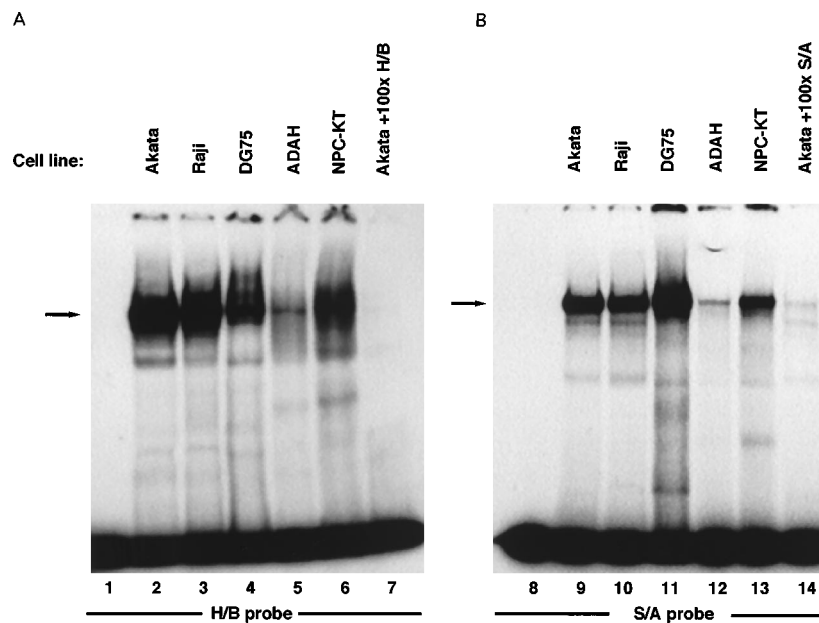 A
B
Cell line:
Akata
Raji
DG75
ADAH
NPC-KT
Akata +100x H/B
Akata
Raji
DG75
ADAH
NPC-KT
Akata +100x S/A
1 2 3 4 5 6 7
8 9 10 11 12 13 14
H/B probe
S/A probe